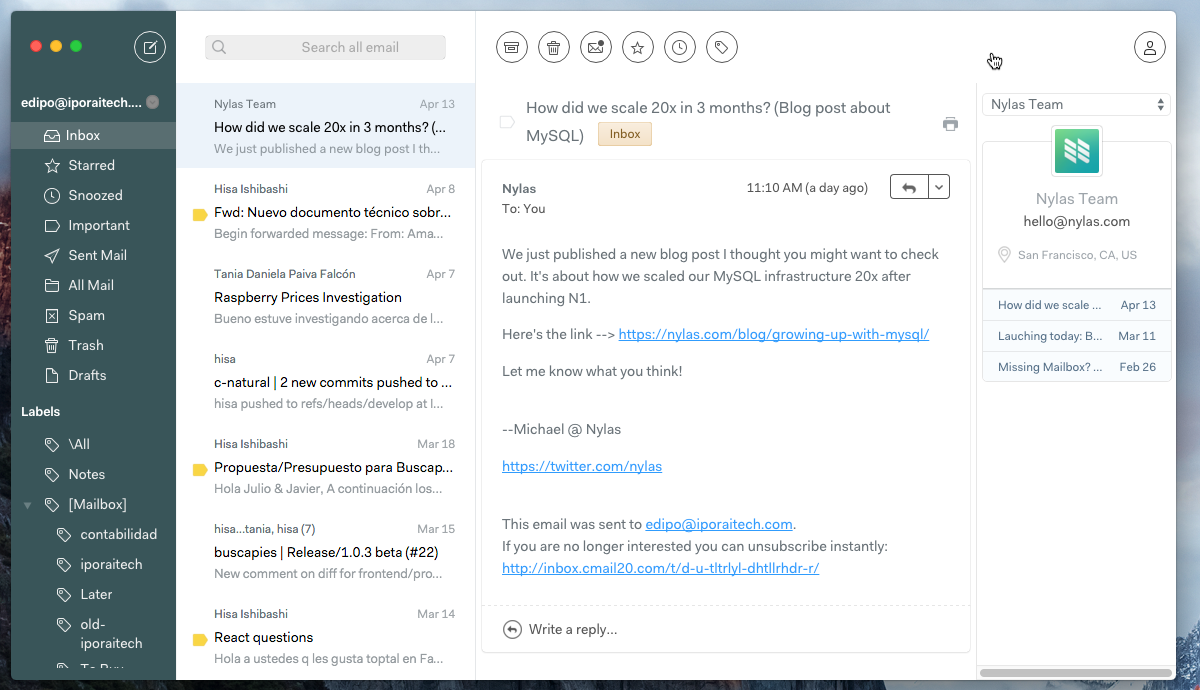 edipo@iporaitech....
Inbox
Starred
Snoozed
Important
Sent Mail
All Mail
Spam
Trash
Drafts
Labels
\All
Notes
[Mailbox]
contabilidad
iporaitech
Later
old-
iporaitech
Search all email
Nylas Team Apr 13
How did we scale 20x in 3 months? (...
We just published a new blog post I th...
Hisa Ishibashi Apr 8
Fwd: Nuevo documento técnico sobr...
Begin forwarded message: From: Ama...
Tania Daniela Paiva Falcón Apr 7
Raspberry Prices Investigation
Bueno estuve investigando acerca de l...
hisa Apr 7
c-natural | 2 new commits pushed to ...
hisa pushed to refs/heads/develop at I...
Hisa Ishibashi Mar 18
Propuesta/Presupuesto para Buscap...
Hola Julio & Javier, A continuación los...
hisa...tania, hisa (7) Mar 15
buscapies | Release/1.0.3 beta (#22)
New comment on diff for frontend/pro...
Hisa Ishibashi Mar 14
React questions
Hola a ustedes q les gusta toptal en Fa...
How did we scale 20x in 3 months? (Blog post about
MySQL) Inbox
Nylas 11:10 AM (a day ago)
To: You
We just published a new blog post I thought you might want to check
out. It's about how we scaled our MySQL infrastructure 20x after
launching N1.
Here's the link --> https://nylas.com/blog/growing-up-with-mysql/
Let me know what you think!
--Michael @ Nylas
https://twitter.com/nylas
This email was sent to edipo@iporaitech.com.
If you are no longer interested you can unsubscribe instantly:
http://inbox.cmail20.com/t/d-u-tltrlyl-dhtllrhdr-r/
Write a reply...
Nylas Team
Nylas Team
hello@nylas.com
San Francisco, CA, US
How did we scale ... Apr 13
Lauching today: B... Mar 11
Missing Mailbox? ... Feb 26